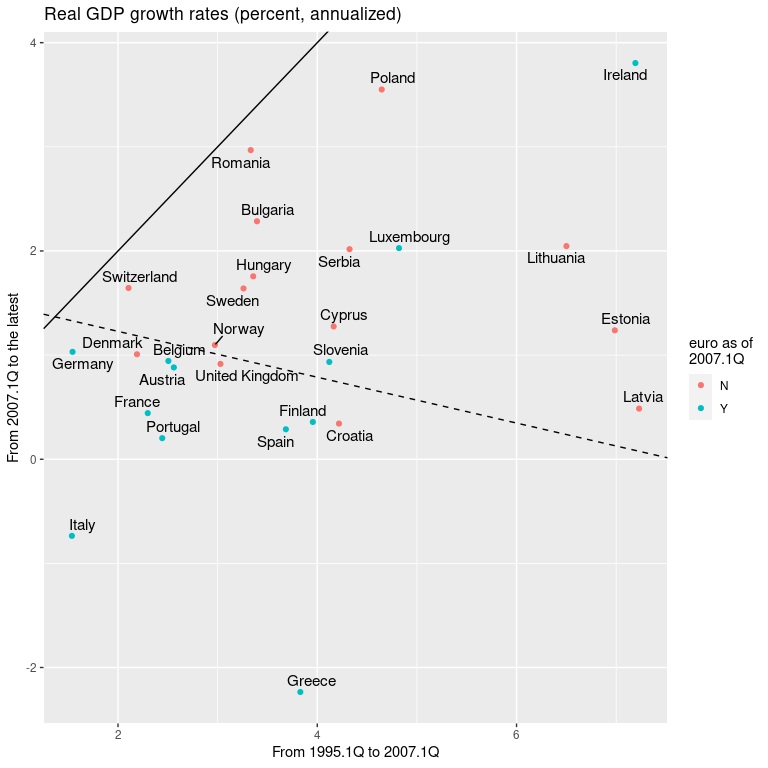 Real GDP growth rates (percent, annualized)
4
Poland
Ireland
Romania
Bulgaria
2
Luxembourg
Serbia
Lithuania
Hungary
Switzerland
Sweden
Cyprus
Estonia
Norway
Denmark
Belgium
Slovenia
Germany
United Kingdom
Austria
France
Latvia
Finland
Portugal
Croatia
Spain
0
Italy
-2
Greece
2
4
6
From 1995.1Q to 2007.1Q
From 2007.1Q to the latest
euro as of
2007.1Q
N
Y